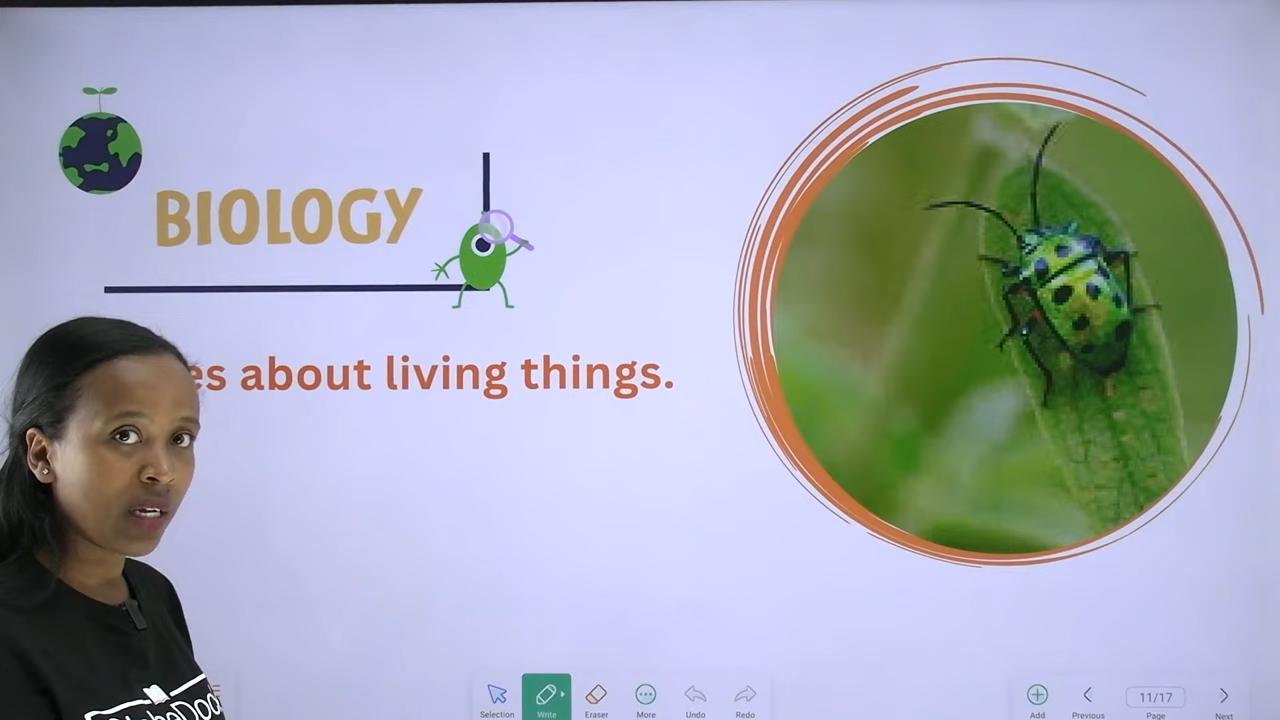 BIOLOGY
es about living things.
Selection
Write
Eraser
More
Undo
Redo
Add
Previous
11/17
Page
Next